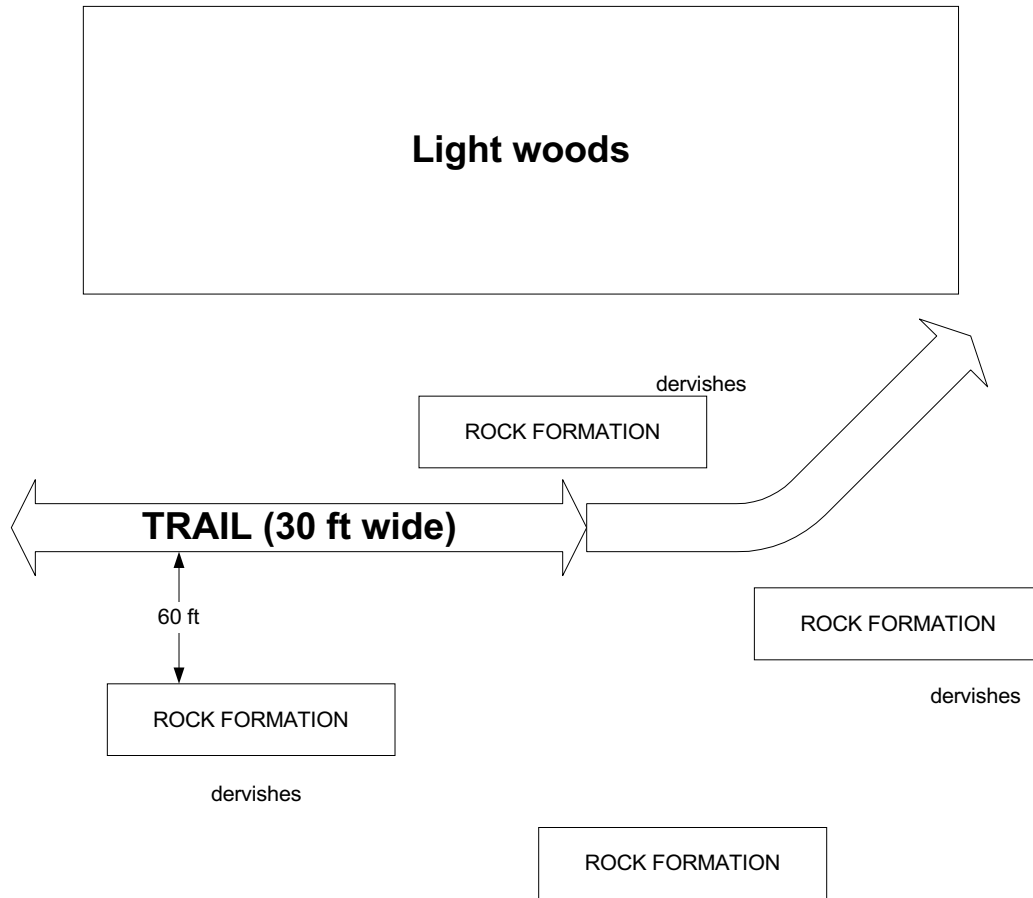 Light woods
dervishes
ROCK FORMATION
TRAIL (30 ft wide)
60 ft
ROCK FORMATION
dervishes
ROCK FORMATION
dervishes
ROCK FORMATION